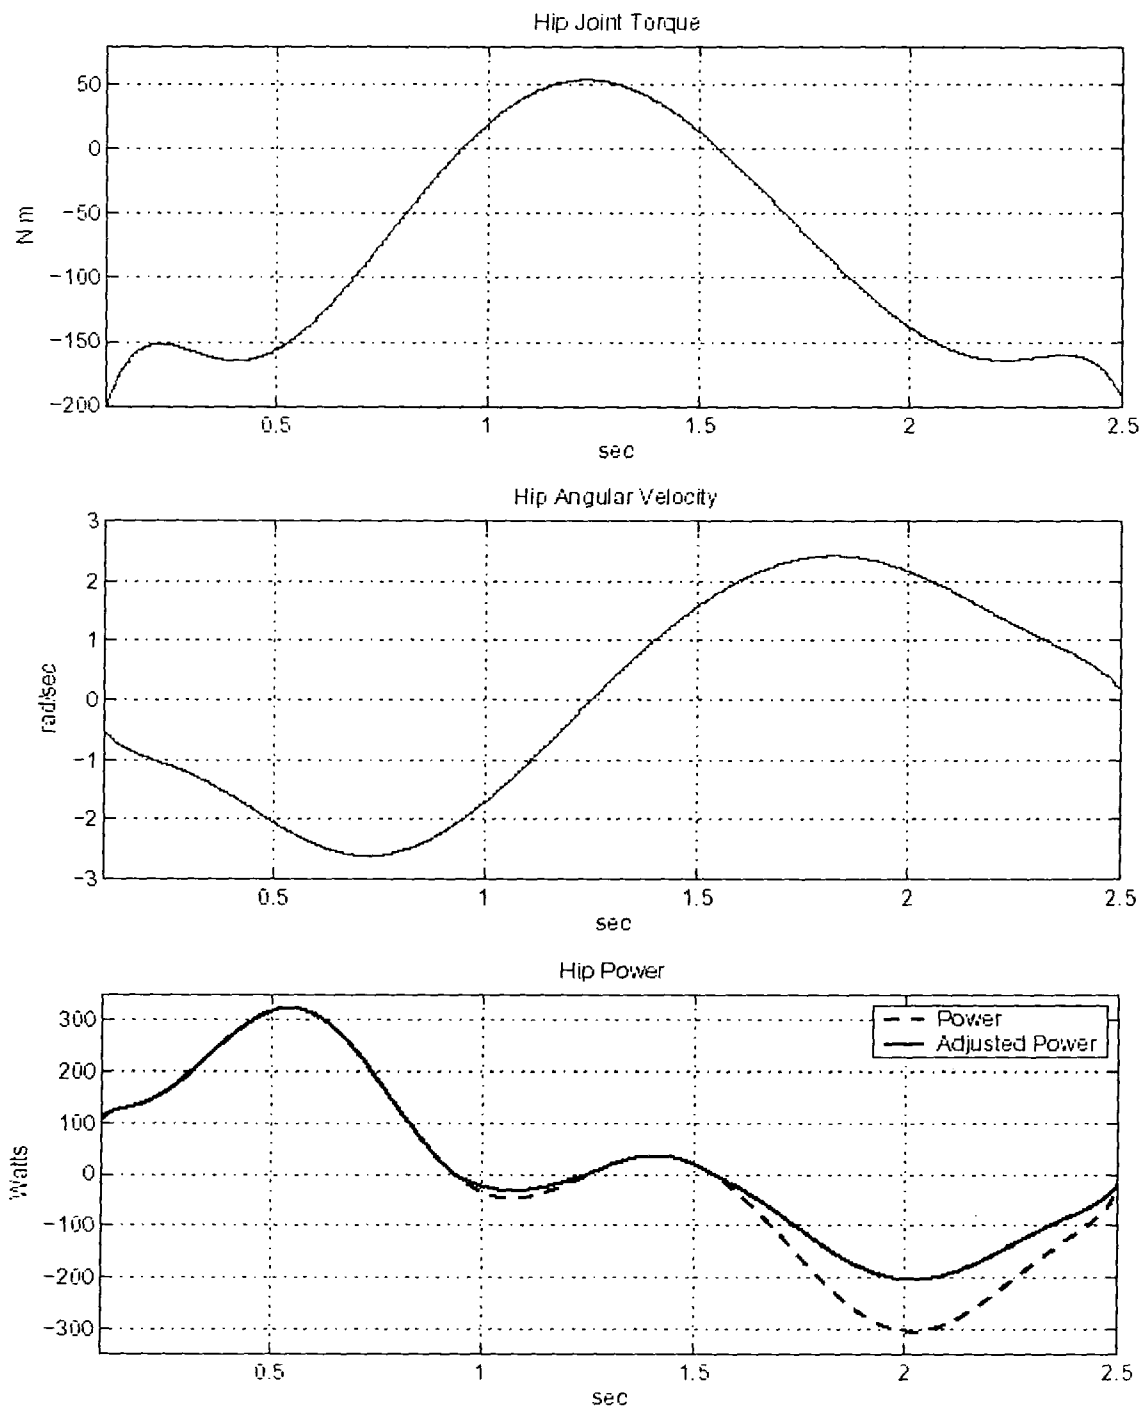 Hip Joint Torque
50
0
-50
-100
-150
-200
N m
0.5 1 1.5 2 2.5
sec
Hip Angular Velocity
3
2
1
0
-1
-2
-3
rad/sec
0.5 1 1.5 2 2.5
sec
Hip Power
300
200
100
0
-100
-200
-300
Watts
Power
Adjusted Power
0.5 1 1.5 2 2.5
sec